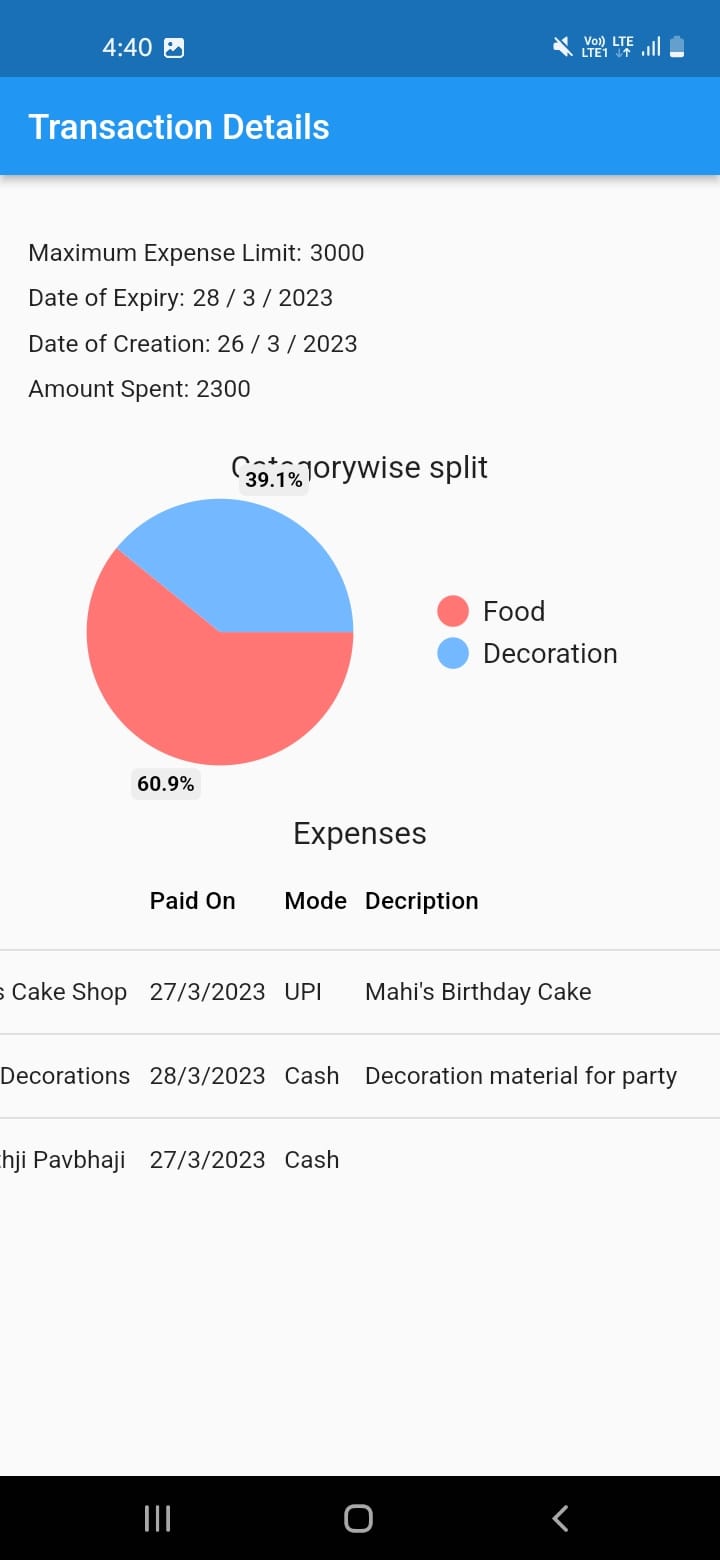 4:40 Vo)) LTE
LTE1
Transaction Details
Maximum Expense Limit: 3000
Date of Expiry: 28 / 3 / 2023
Date of Creation: 26 / 3 / 2023
Amount Spent: 2300
Categorywise split
39.1%
Food
Decoration
60.9%
Expenses
Paid On Mode Decription
s Cake Shop 27/3/2023 UPI Mahi's Birthday Cake
Decorations 28/3/2023 Cash Decoration material for party
hji Pavbhaji 27/3/2023 Cash